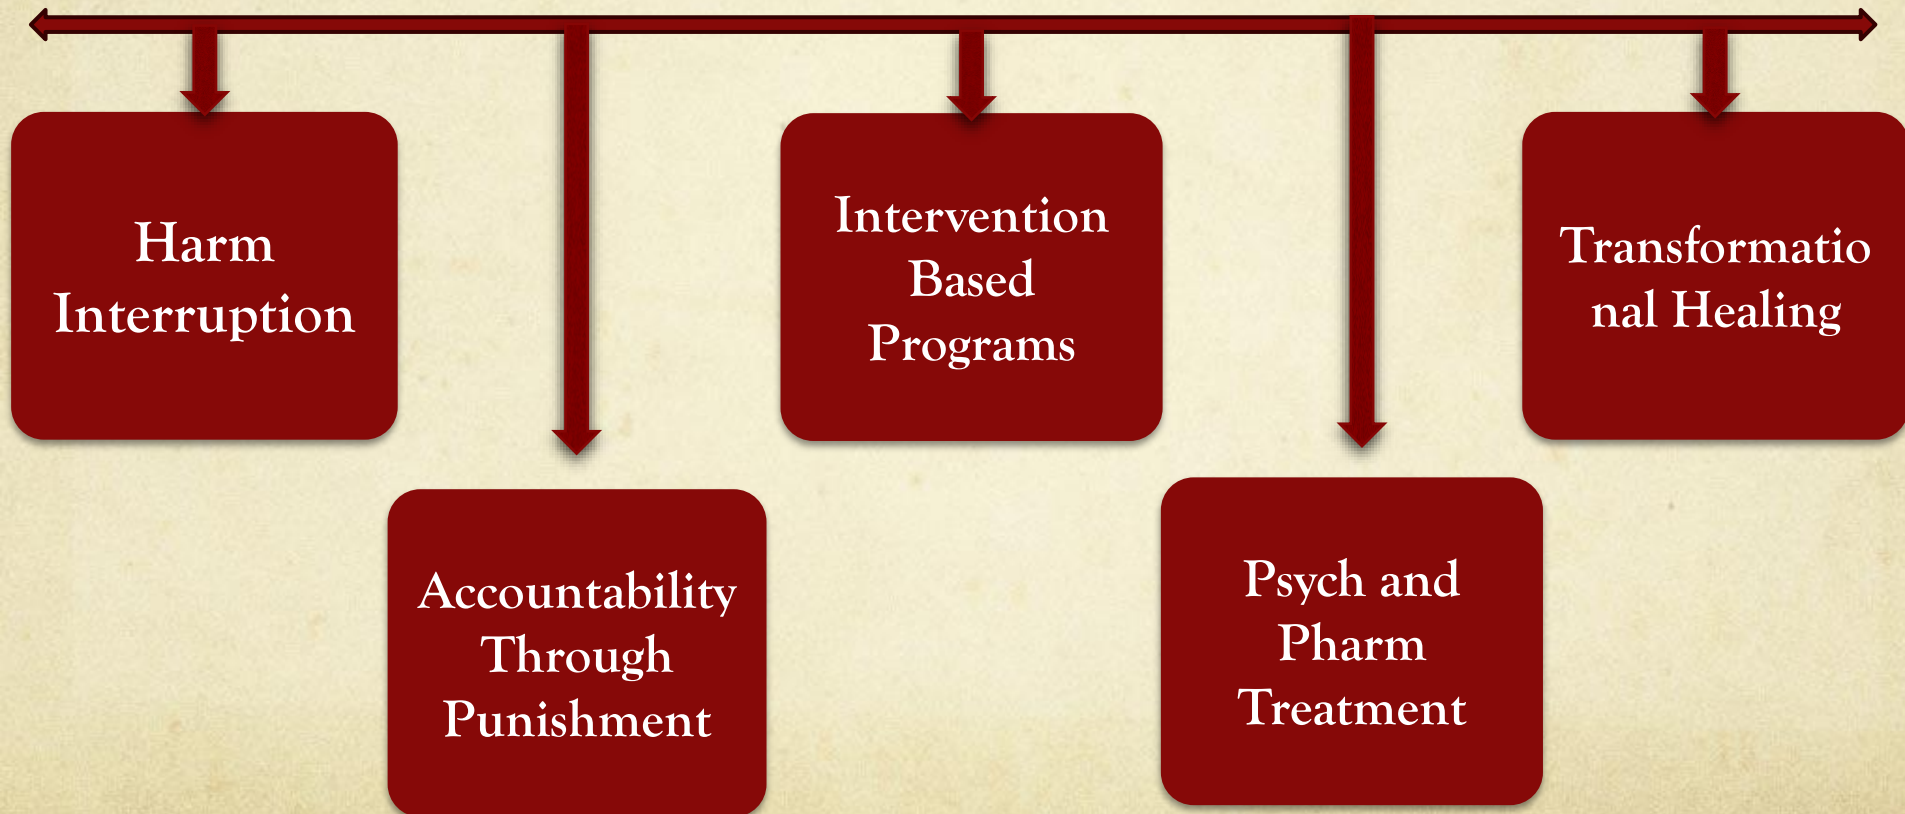 Harm
Interruption
Accountability
Through
Punishment
Intervention
Based
Programs
Psych and
Pharm
Treatment
Transformatio
nal Healing